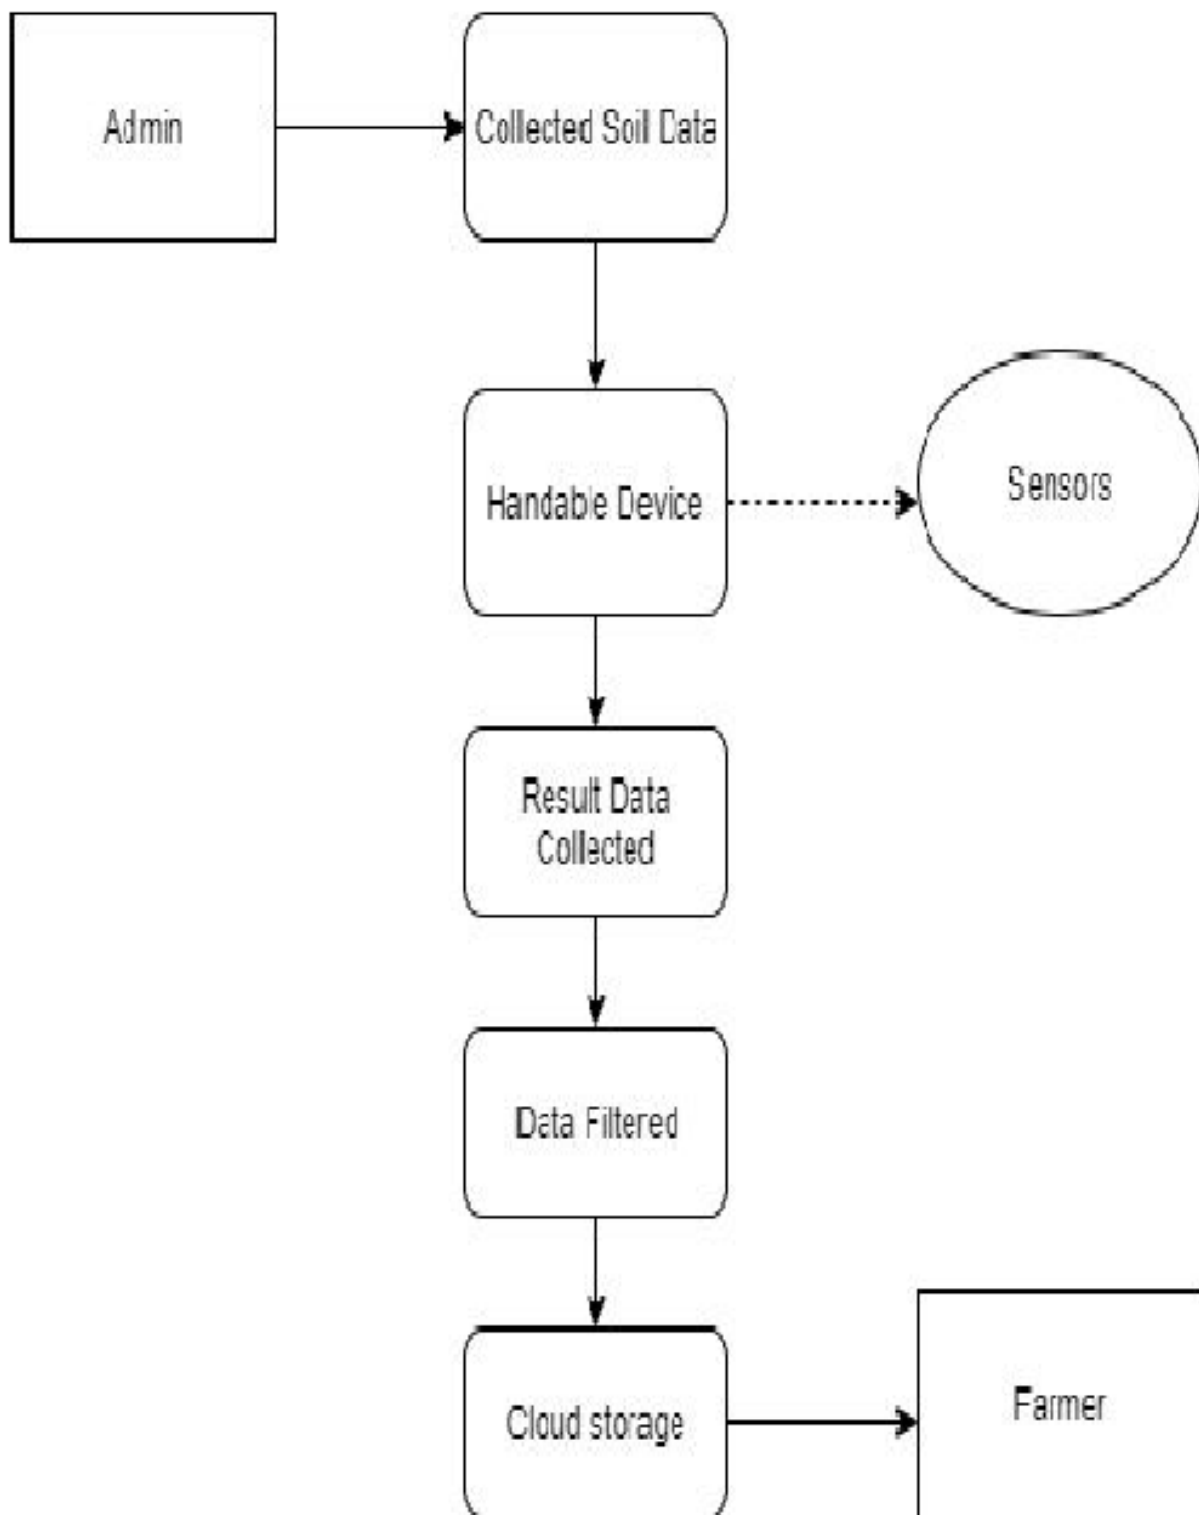 Admin
Collected Soil Data
Handable Device
Sensors
Result Data
Collected
Data Filtered
Cloud storage
Farmer